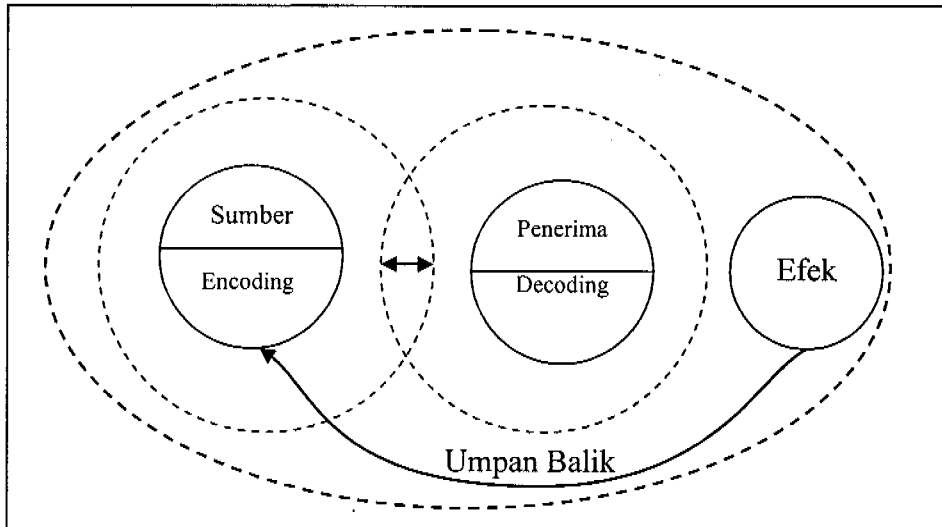 Sumber
Encoding
Penerima
Decoding
Efek
Umpan Balik